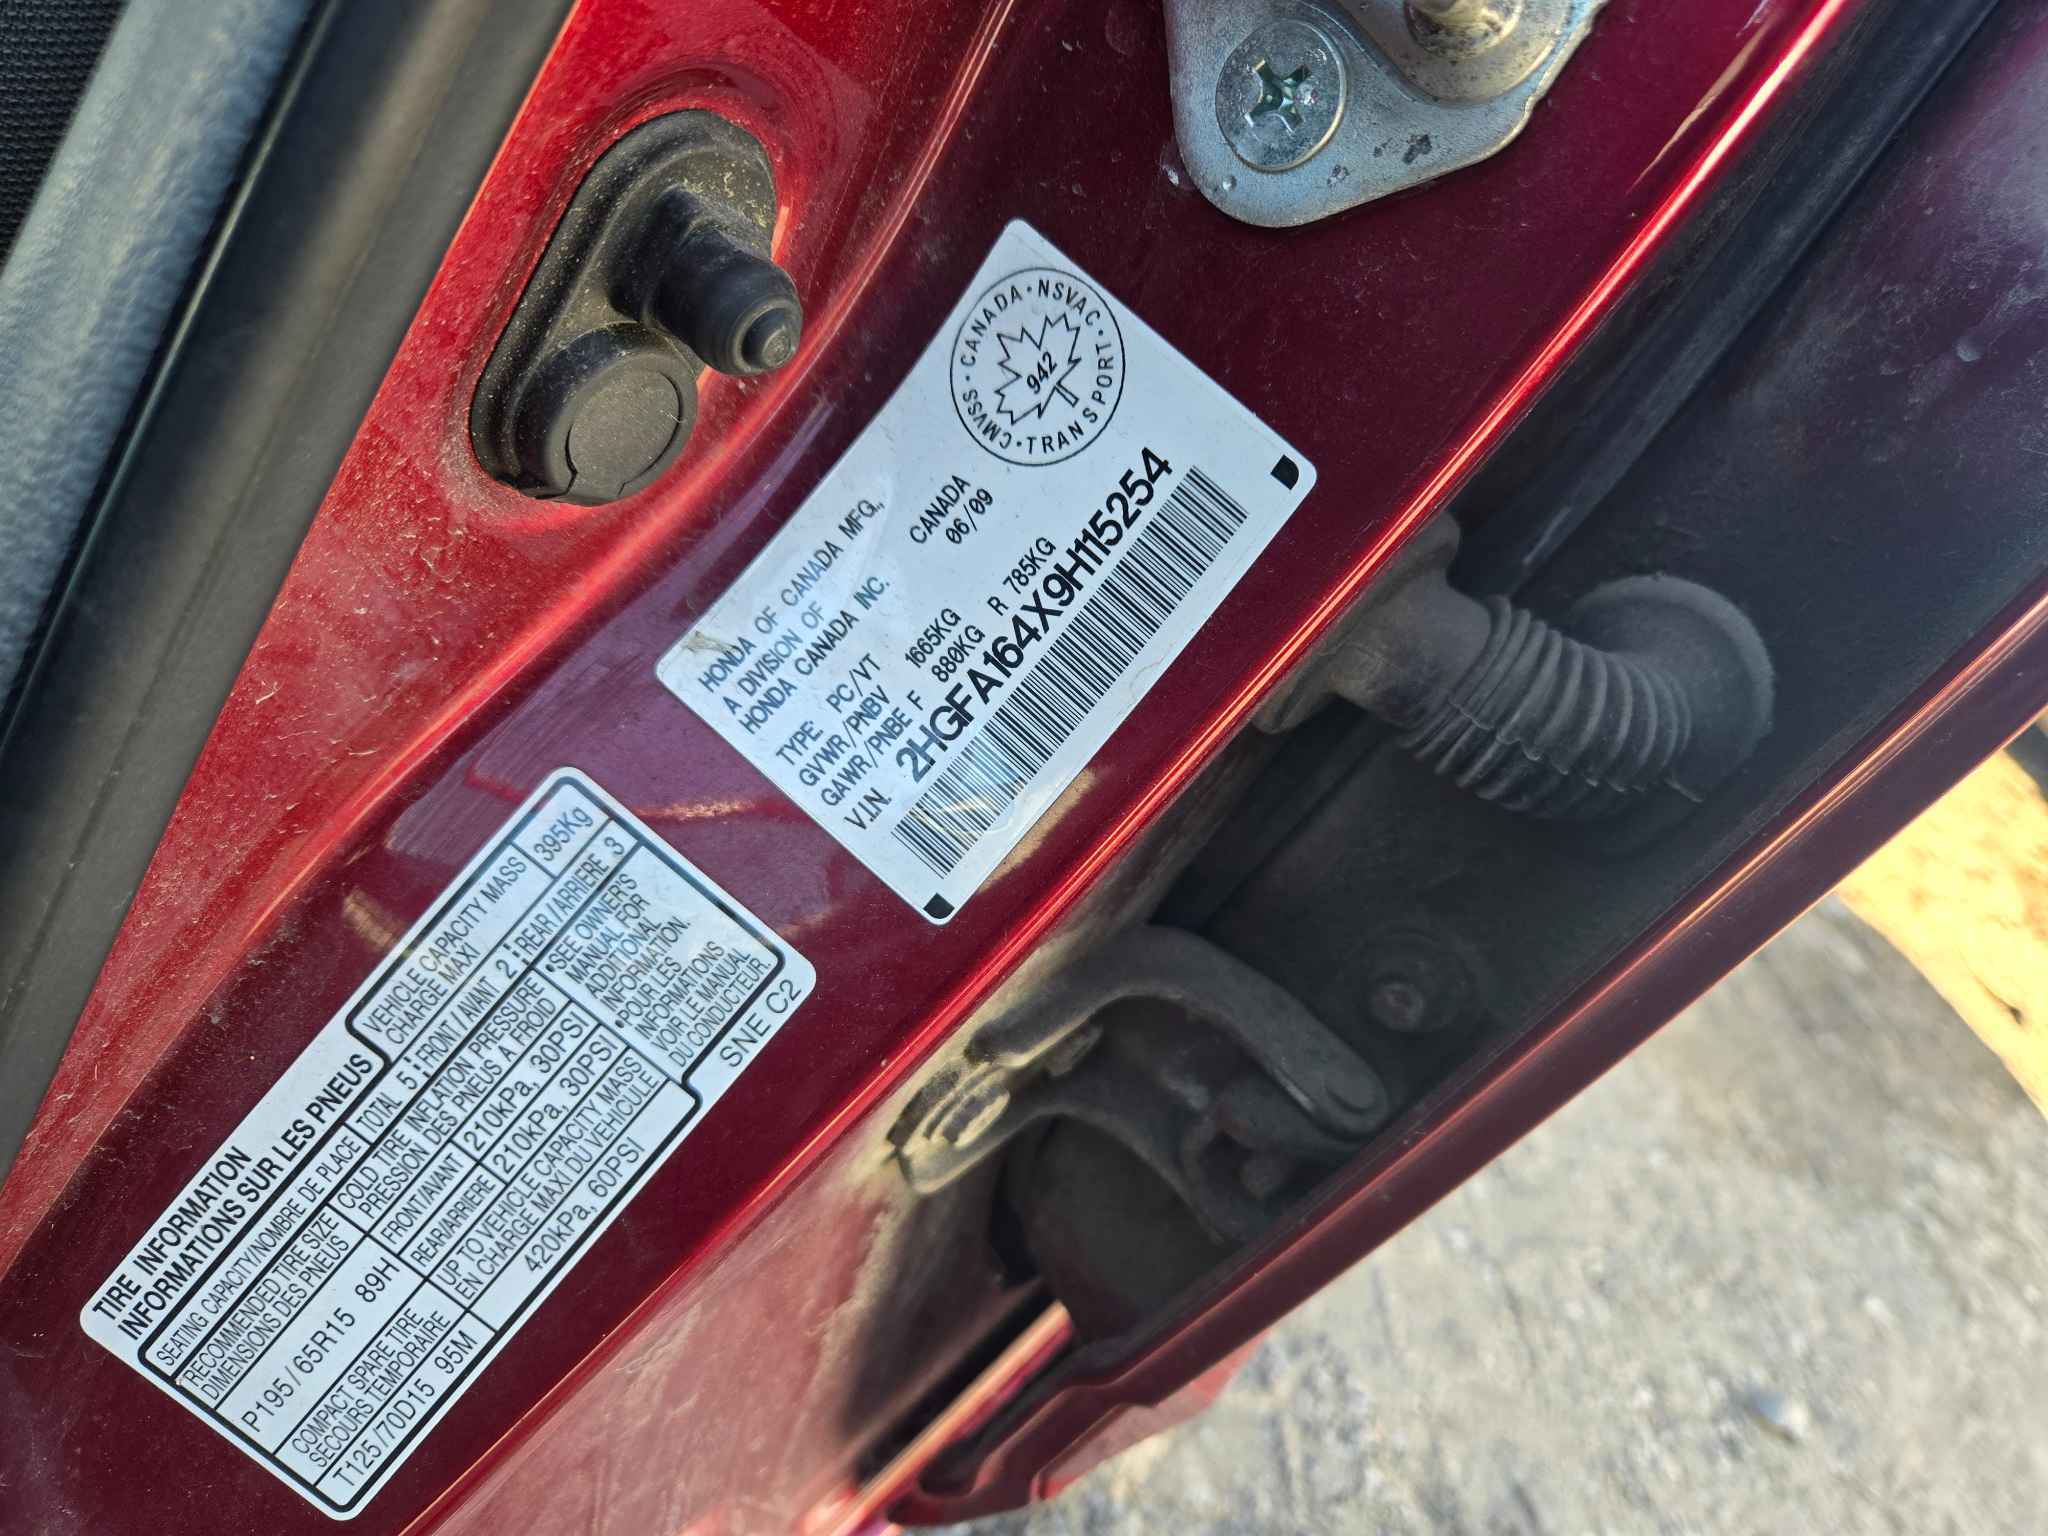 CMVSS · CANADA · NSVAC · TRANSPORT ·
942
HONDA OF CANADA MFG.,
A DIVISION OF
HONDA CANADA INC.
CANADA
06/09
TYPE: PC/VT
GVWR/PNBV 1665KG
GAWR/PNBE F 880KG R 785KG
V.I.N. 2HGFA164X9H115254
TIRE INFORMATION
INFORMATIONS SUR LES PNEUS
VEHICLE CAPACITY MASS
CHARGE MAXI
395Kg
SEATING CAPACITY/NOMBRE DE PLACE TOTAL 5 FRONT/AVANT 2 REAR/ARRIERE 3
RECOMMENDED TIRE SIZE
DIMENSIONS DES PNEUS
COLD TIRE INFLATION PRESSURE
PRESSION DES PNEUS A FROID
P195/65R15 89H
FRONT/AVANT 210kPa, 30PSI
REAR/ARRIERE 210kPa, 30PSI
COMPACT SPARE TIRE
SECOURS TEMPORAIRE
UP TO VEHICLE CAPACITY MASS
EN CHARGE MAXI DU VEHICULE
T125/70D15 95M
420kPa, 60PSI
•SEE OWNER'S
MANUAL FOR
ADDITIONAL
INFORMATION.
•POUR LES
INFORMATIONS
VOIR LE MANUAL
DU CONDUCTEUR.
SNE C2